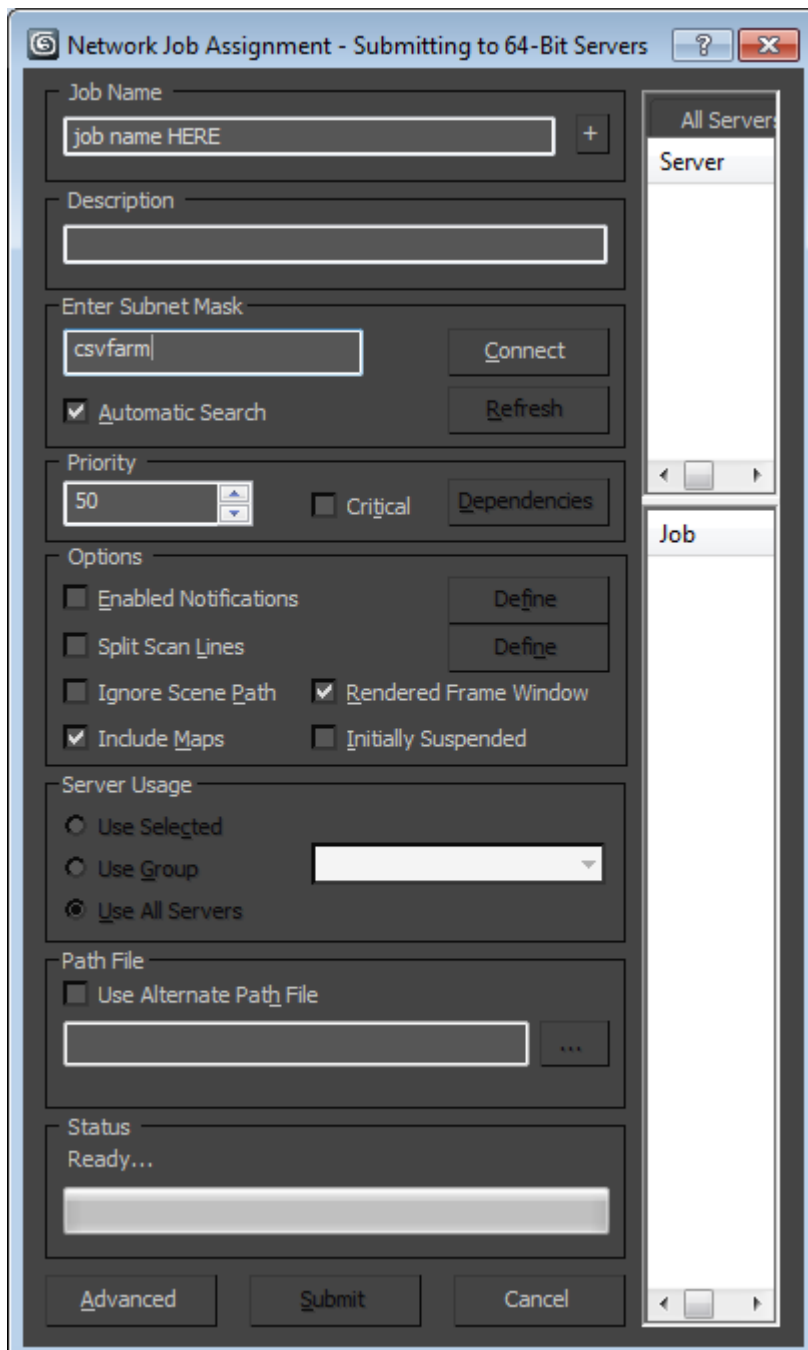 Network Job Assignment - Submitting to 64-Bit Servers
Job Name
job name HERE
+
Description
Enter Subnet Mask
csvfarm
Connect
Automatic Search
Refresh
Priority
50
Critical
Dependencies
Options
Enabled Notifications
Define
Split Scan Lines
Define
Ignore Scene Path
Rendered Frame Window
Include Maps
Initially Suspended
Server Usage
Use Selected
Use Group
Use All Servers
Path File
Use Alternate Path File
...
Status
Ready...
Advanced
Submit
Cancel
All Servers
Server
Job